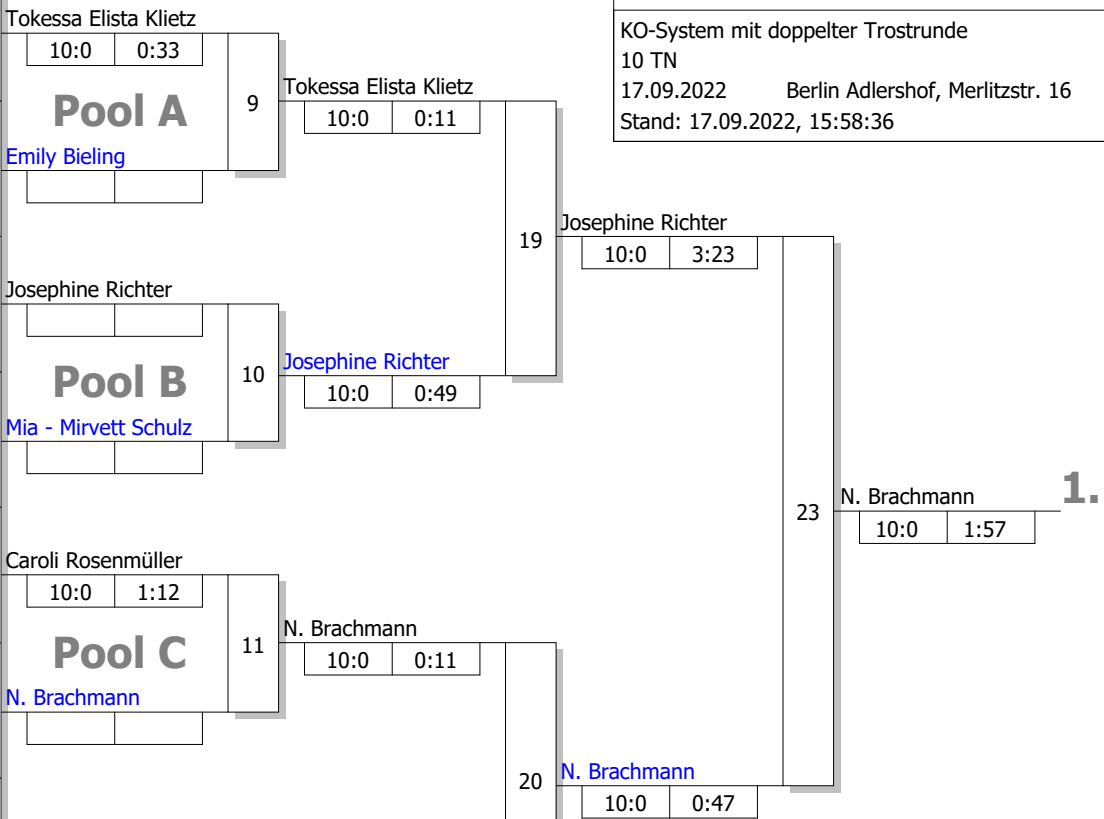 Tokessa Elista Klietz
10:0 0:33
Pool A
9
Emily Bieling
Tokessa Elista Klietz
10:0 0:11
KO-System mit doppelter Trostrunde
10 TN
17.09.2022 Berlin Adlershof, Merlitzstr. 16
Stand: 17.09.2022, 15:58:36
19
Josephine Richter
10:0 3:23
Josephine Richter
Pool B
10
Mia - Mirvett Schulz
Josephine Richter
10:0 0:49
23
N. Brachmann
1.
10:0 1:57
Caroli Rosenmüller
10:0 1:12
Pool C
11
N. Brachmann
N. Brachmann
10:0 0:11
20
N. Brachmann
10:0 0:47